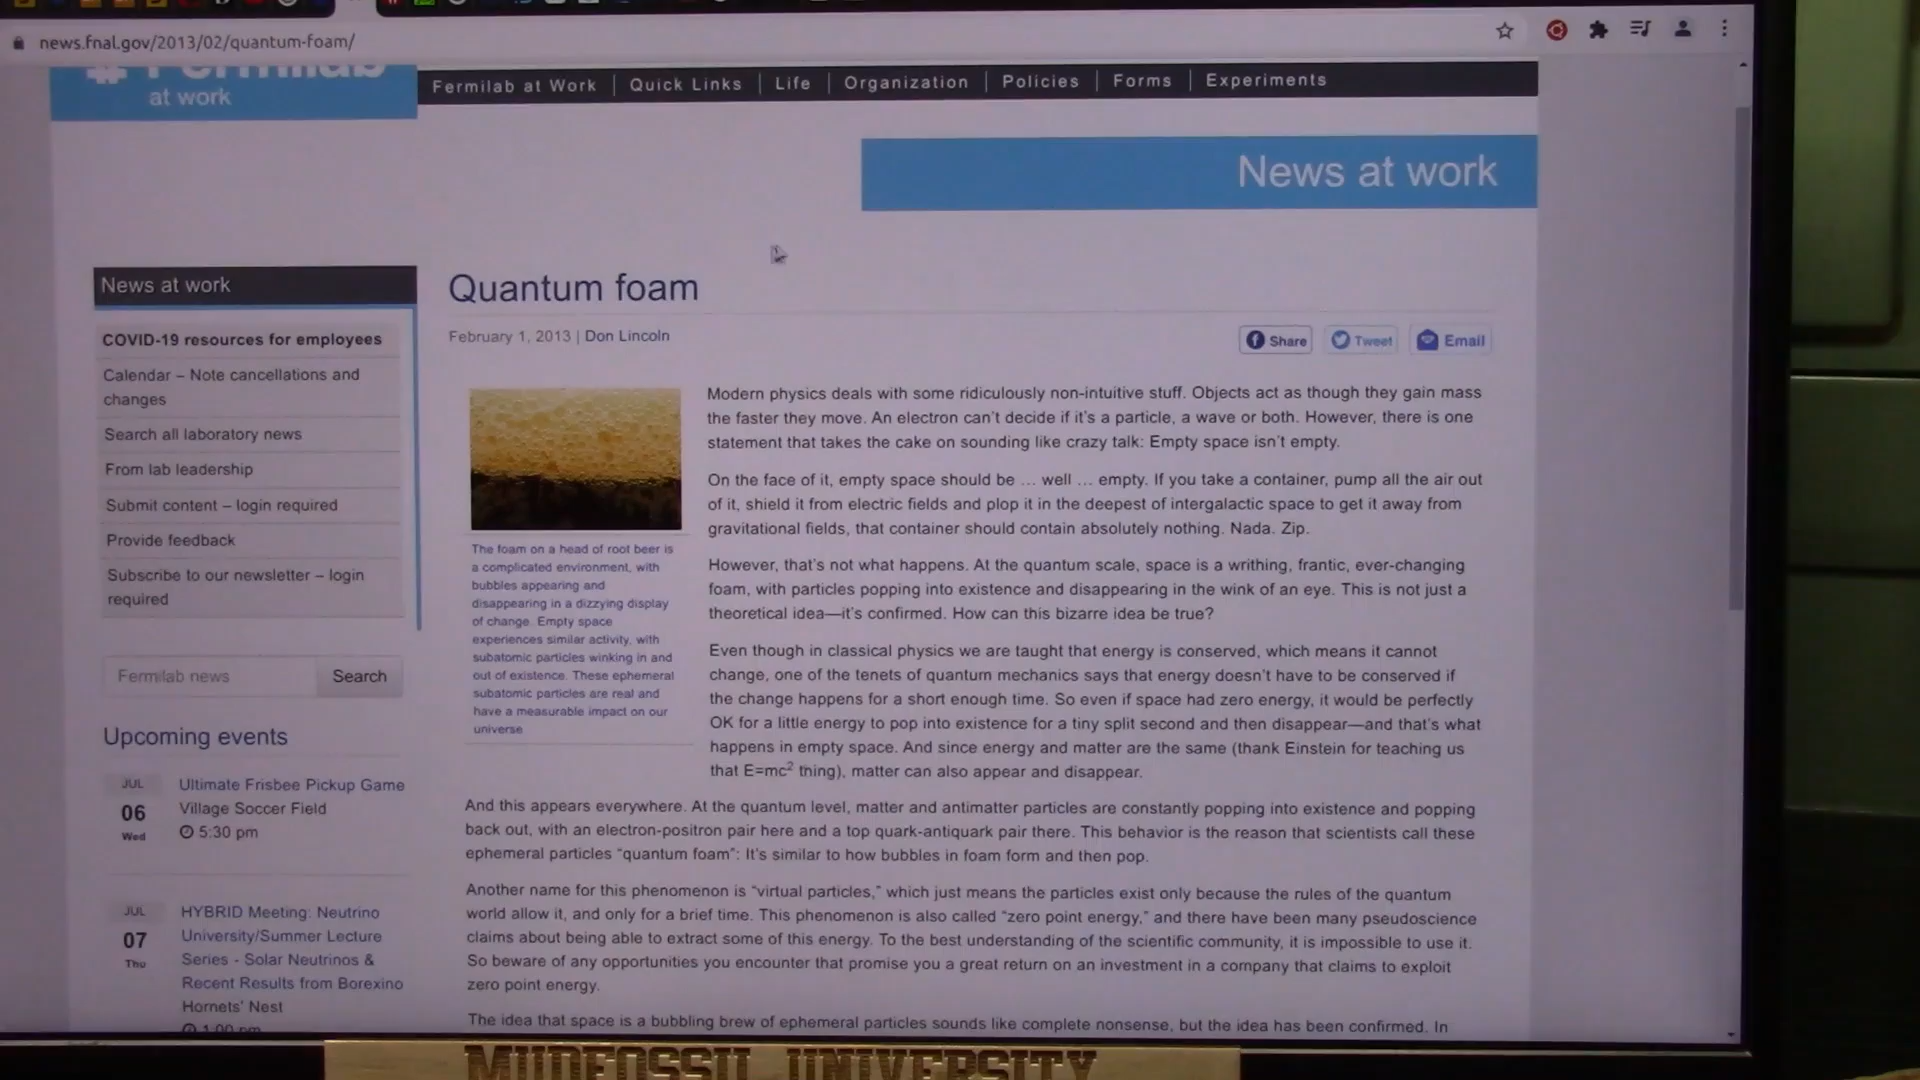 news.fnal.gov/2013/02/quantum-foam/
Fermilab
at work
Fermilab at Work | Quick Links | Life | Organization | Policies | Forms | Experiments
News at work
News at work
COVID-19 resources for employees
Calendar – Note cancellations and
changes
Search all laboratory news
From lab leadership
Submit content – login required
Provide feedback
Subscribe to our newsletter – login
required
Fermilab news
Search
Upcoming events
JUL
06
Wed
Ultimate Frisbee Pickup Game
Village Soccer Field
5:30 pm
JUL
07
Thu
HYBRID Meeting: Neutrino
University/Summer Lecture
Series - Solar Neutrinos &
Recent Results from Borexino
Hornets' Nest
1:00 pm
Quantum foam
February 1, 2013 | Don Lincoln
Share
Tweet
Email
The foam on a head of root beer is
a complicated environment, with
bubbles appearing and
disappearing in a dizzying display
of change. Empty space
experiences similar activity, with
subatomic particles winking in and
out of existence. These ephemeral
subatomic particles are real and
have a measurable impact on our
universe
Modern physics deals with some ridiculously non-intuitive stuff. Objects act as though they gain mass
the faster they move. An electron can't decide if it's a particle, a wave or both. However, there is one
statement that takes the cake on sounding like crazy talk: Empty space isn't empty.
On the face of it, empty space should be … well … empty. If you take a container, pump all the air out
of it, shield it from electric fields and plop it in the deepest of intergalactic space to get it away from
gravitational fields, that container should contain absolutely nothing. Nada. Zip.
However, that's not what happens. At the quantum scale, space is a writhing, frantic, ever-changing
foam, with particles popping into existence and disappearing in the wink of an eye. This is not just a
theoretical idea—it's confirmed. How can this bizarre idea be true?
Even though in classical physics we are taught that energy is conserved, which means it cannot
change, one of the tenets of quantum mechanics says that energy doesn't have to be conserved if
the change happens for a short enough time. So even if space had zero energy, it would be perfectly
OK for a little energy to pop into existence for a tiny split second and then disappear—and that's what
happens in empty space. And since energy and matter are the same (thank Einstein for teaching us
that E=mc² thing), matter can also appear and disappear.
And this appears everywhere. At the quantum level, matter and antimatter particles are constantly popping into existence and popping
back out, with an electron-positron pair here and a top quark-antiquark pair there. This behavior is the reason that scientists call these
ephemeral particles "quantum foam": It's similar to how bubbles in foam form and then pop.
Another name for this phenomenon is "virtual particles," which just means the particles exist only because the rules of the quantum
world allow it, and only for a brief time. This phenomenon is also called "zero point energy," and there have been many pseudoscience
claims about being able to extract some of this energy. To the best understanding of the scientific community, it is impossible to use it.
So beware of any opportunities you encounter that promise you a great return on an investment in a company that claims to exploit
zero point energy.
The idea that space is a bubbling brew of ephemeral particles sounds like complete nonsense, but the idea has been confirmed. In
MUDFOSSIL UNIVERSITY